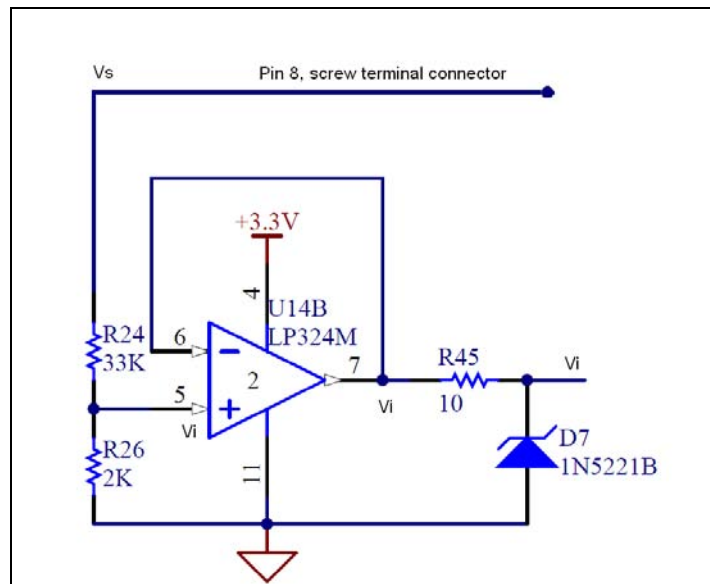 Vs
Pin 8, screw terminal connector
+3.3V
4
U14B
LP324M
R24
33K
6
7
R45
10
Vi
2
5
Vi
Vi
R26
2K
11
D7
1N5221B